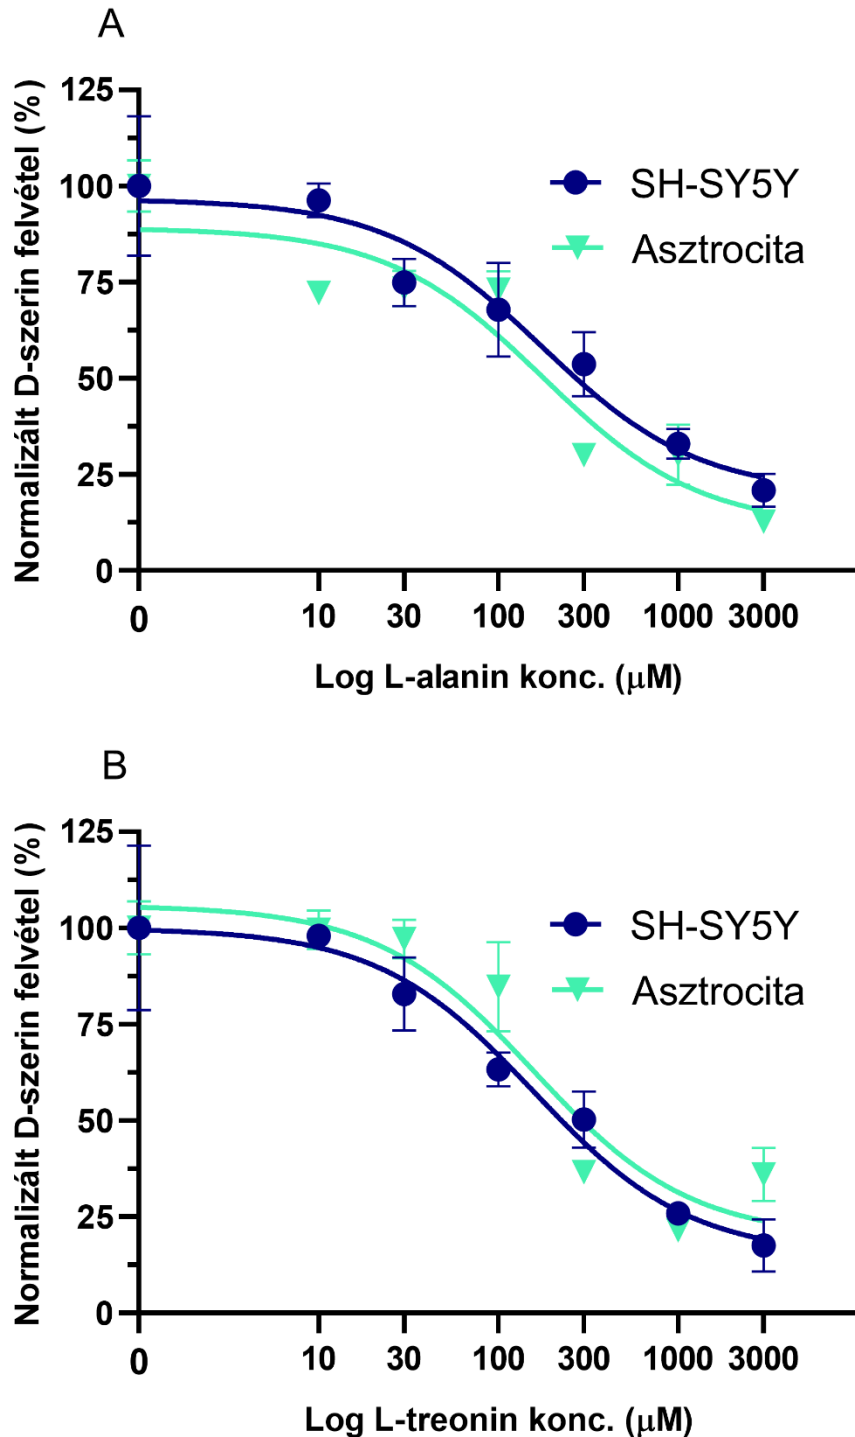 A
Normalizált D-szerin felvétel (%)
125
100
75
50
25
0
SH-SY5Y
Asztrocita
0 10 30 100 300 1000 3000
Log L-alanin konc. (μM)
B
Normalizált D-szerin felvétel (%)
125
100
75
50
25
0
SH-SY5Y
Asztrocita
0 10 30 100 300 1000 3000
Log L-treonin konc. (μM)